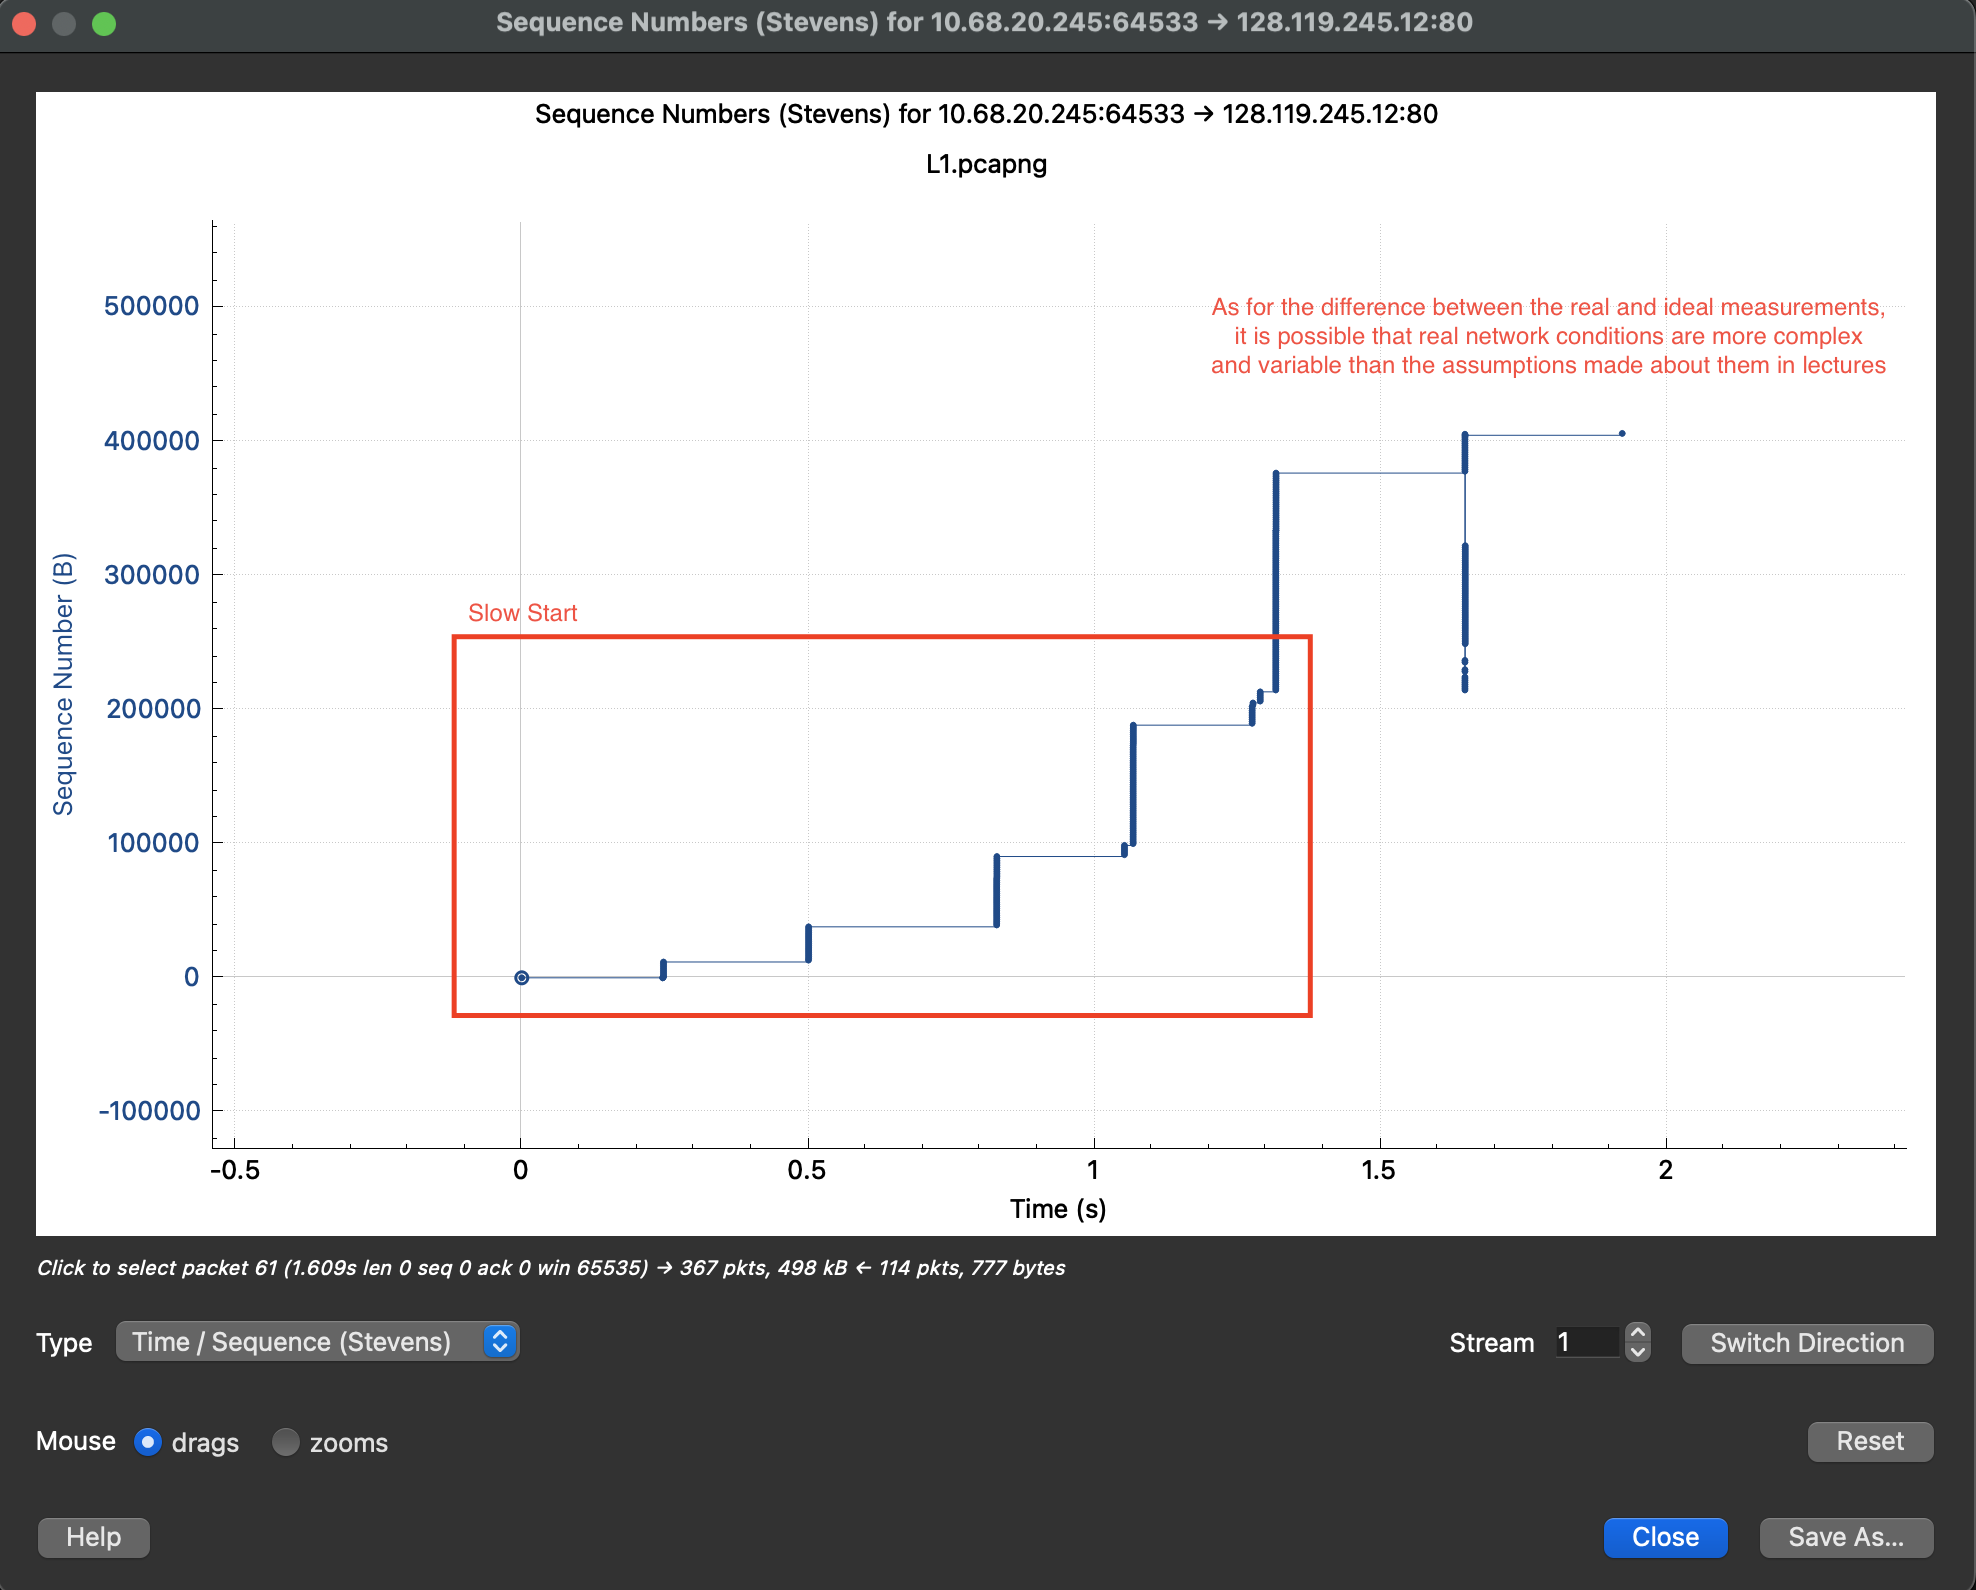 Sequence Numbers (Stevens) for 10.68.20.245:64533 → 128.119.245.12:80
Sequence Numbers (Stevens) for 10.68.20.245:64533 → 128.119.245.12:80
L1.pcapng
500000
400000
300000
200000
100000
0
-100000
Sequence Number (B)
As for the difference between the real and ideal measurements,
it is possible that real network conditions are more complex
and variable than the assumptions made about them in lectures
Slow Start
-0.5
0
0.5
1
1.5
2
Time (s)
Click to select packet 61 (1.609s len 0 seq 0 ack 0 win 65535) → 367 pkts, 498 kB ← 114 pkts, 777 bytes
Type Time / Sequence (Stevens) Stream 1 Switch Direction
Mouse drags zooms Reset
Help Close Save As...